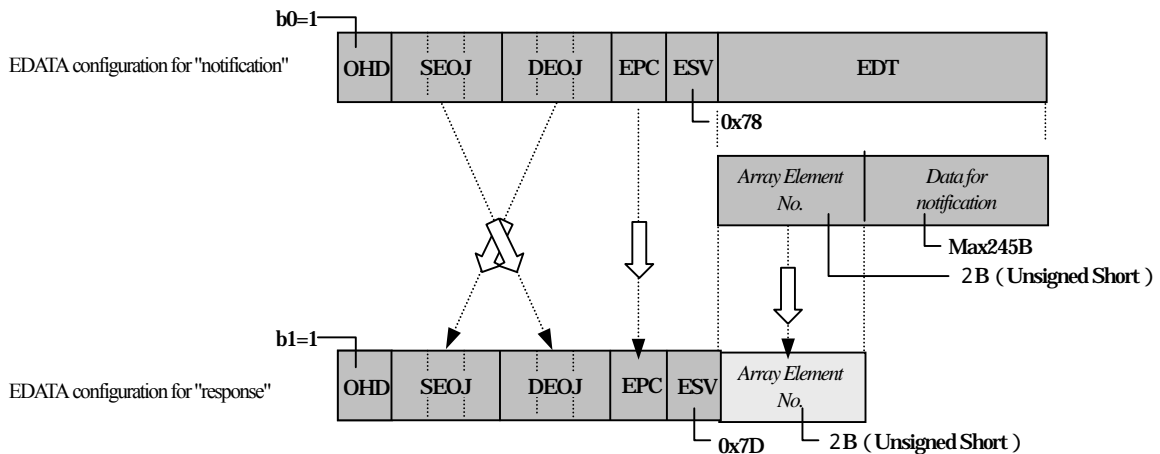 b0=1
EDATA configuration for "notification"
OHD SEOJ DEOJ EPC ESV EDT
0x78
Array Element No.
Data for notification
Max245B
2B ( Unsigned Short )
b1=1
EDATA configuration for "response"
OHD SEOJ DEOJ EPC ESV
Array Element No.
0x7D
2B ( Unsigned Short )